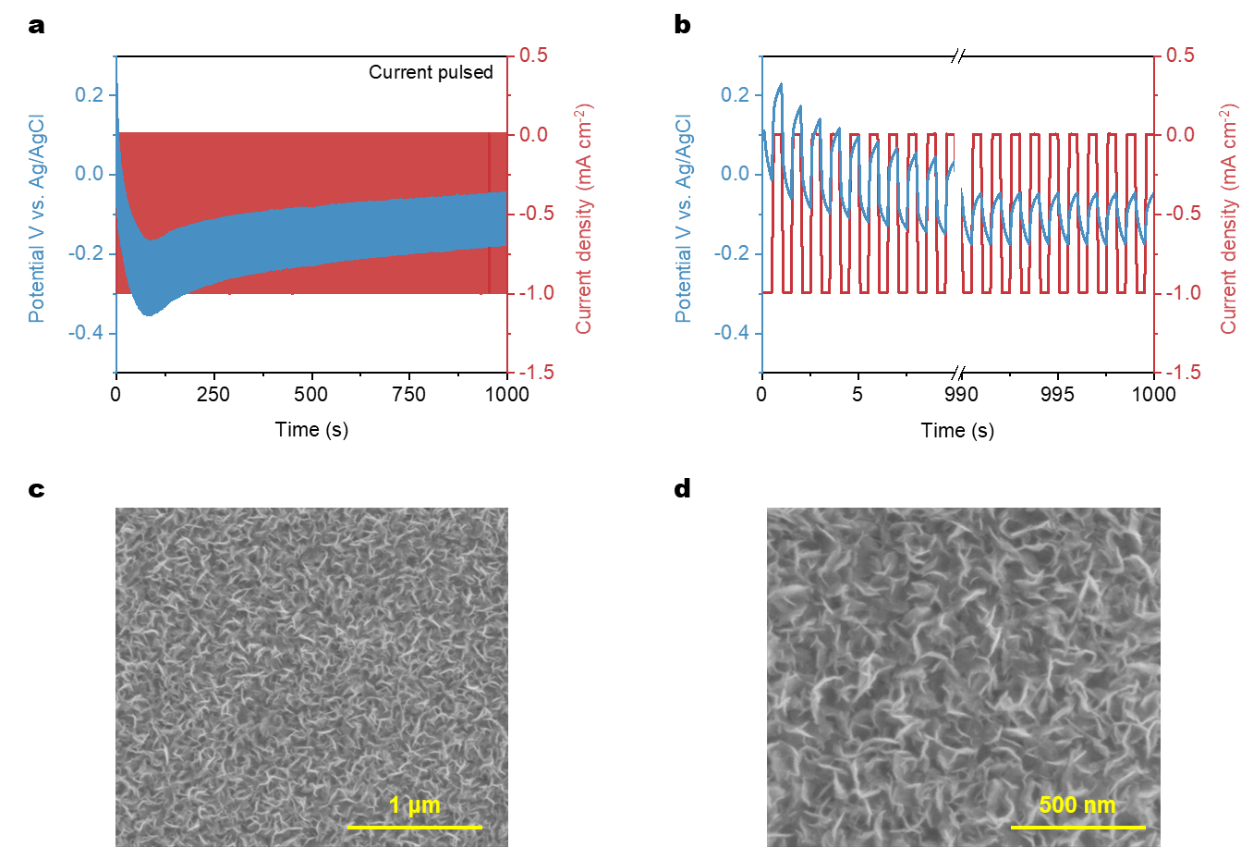 a
Current pulsed
0.2
0.0
-0.2
-0.4
Potential V vs. Ag/AgCl
0.5
0.0
-0.5
-1.0
-1.5
Current density (mA cm-2)
0 250 500 750 1000
Time (s)
b
0.2
0.0
-0.2
-0.4
Potential V vs. Ag/AgCl
0.5
0.0
-0.5
-1.0
-1.5
Current density (mA cm-2)
0 5 990 995 1000
Time (s)
c
1 μm
d
500 nm